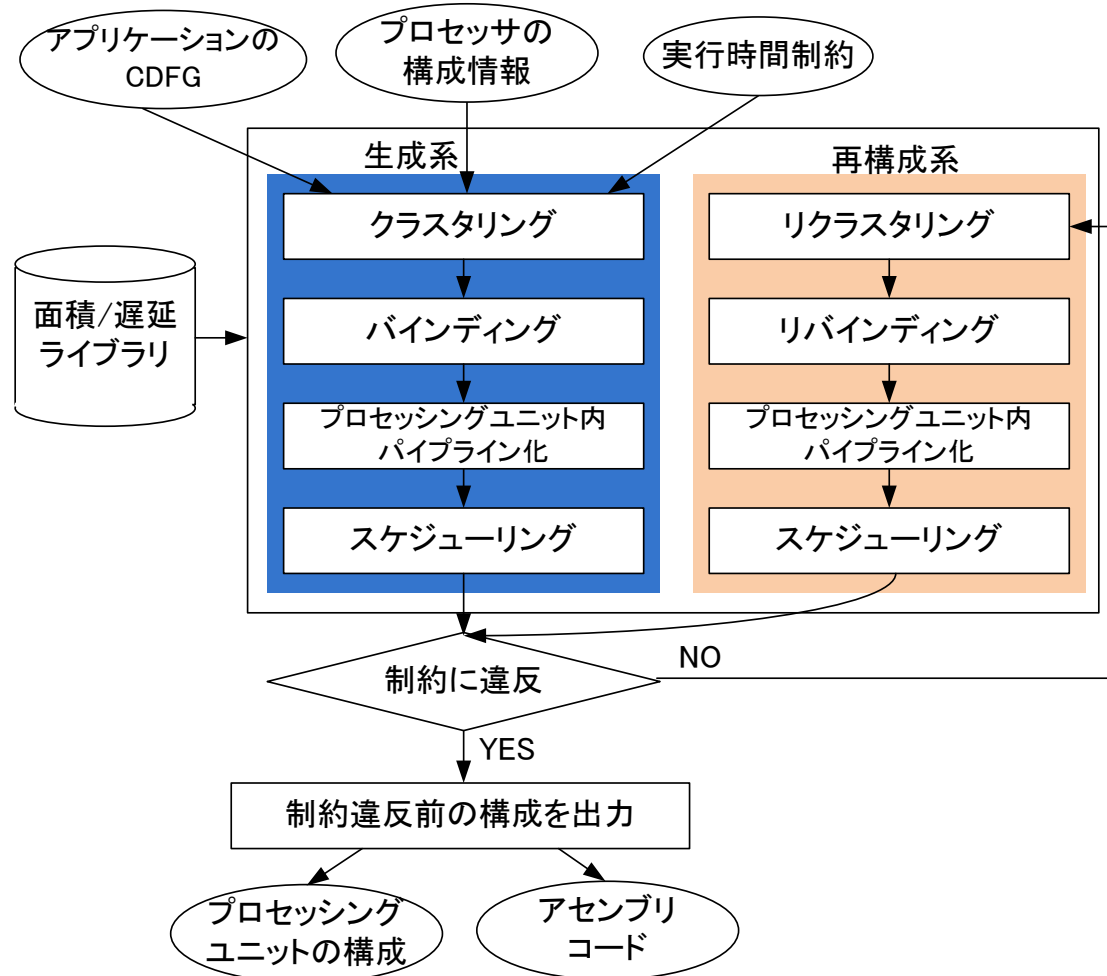 アプリケーションの
CDFG
プロセッサの
構成情報
実行時間制約
生成系
再構成系
クラスタリング
リクラスタリング
面積/遅延
ライブラリ
バインディング
リバインディング
プロセッシングユニット内
パイプライン化
プロセッシングユニット内
パイプライン化
スケジューリング
スケジューリング
制約に違反
NO
YES
制約違反前の構成を出力
プロセッシング
ユニットの構成
アセンブリ
コード